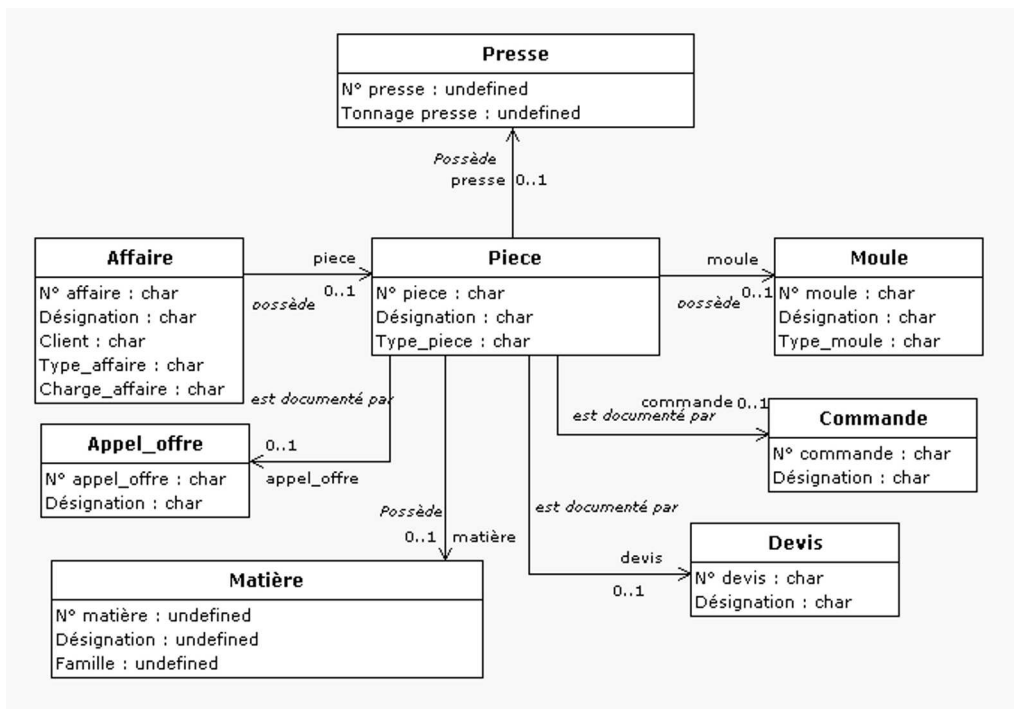 Presse
N° presse : undefined
Tonnage presse : undefined
Possède
presse 0..1
Affaire
N° affaire : char
Désignation : char
Client : char
Type_affaire : char
Charge_affaire : char
piece
0..1
possède
Piece
N° piece : char
Désignation : char
Type_piece : char
moule
0..1
possède
Moule
N° moule : char
Désignation : char
Type_moule : char
est documenté par
0..1
appel_offre
Appel_offre
N° appel_offre : char
Désignation : char
commande 0..1
est documenté par
Commande
N° commande : char
Désignation : char
Possède
0..1 matière
Matière
N° matière : undefined
Désignation : undefined
Famille : undefined
est documenté par
devis
0..1
Devis
N° devis : char
Désignation : char